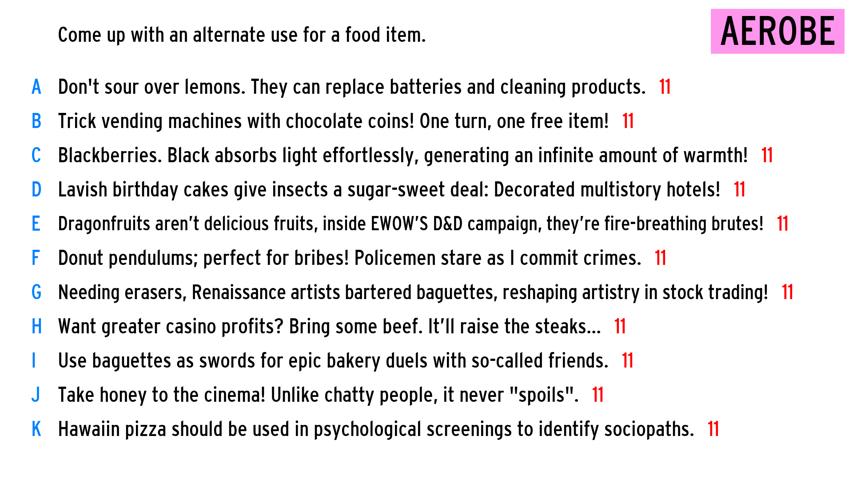 Come up with an alternate use for a food item.
AEROBE
A Don't sour over lemons. They can replace batteries and cleaning products. 11
B Trick vending machines with chocolate coins! One turn, one free item! 11
C Blackberries. Black absorbs light effortlessly, generating an infinite amount of warmth! 11
D Lavish birthday cakes give insects a sugar-sweet deal: Decorated multistory hotels! 11
E Dragonfruits aren’t delicious fruits, inside EWOW’S D&D campaign, they’re fire-breathing brutes! 11
F Donut pendulums; perfect for bribes! Policemen stare as I commit crimes. 11
G Needing erasers, Renaissance artists bartered baguettes, reshaping artistry in stock trading! 11
H Want greater casino profits? Bring some beef. It’ll raise the steaks... 11
I Use baguettes as swords for epic bakery duels with so-called friends. 11
J Take honey to the cinema! Unlike chatty people, it never "spoils". 11
K Hawaiin pizza should be used in psychological screenings to identify sociopaths. 11